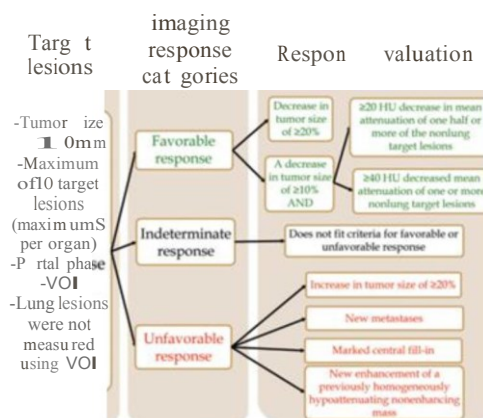 Targ t
lesions
imaging
response
cat gories
Respon valuation
-Tumor ize
1 0mm
-Maximum
of10 target
lesions
(maximumS
per organ)
-P rtal phase
-VOI
-Lung lesions
were not
measured
using VOI
Favorable
response
Indeterminate
response
Unfavorable
response
Decrease in
tumor size
of ≥20%
A decrease
in tumor size
of ≥10%
AND
≥20 HU decrease in mean
attenuation of one half or
more of the nonlung
target lesions
≥40 HU decreased mean
attenuation of one or more
nonlung target lesions
Does not fit criteria for favorable or
unfavorable response
Increase in tumor size of ≥20%
New metastases
Marked central fill-in
New enhancement of a
previously homogeneously
hypoattenuating nonenhancing
mass